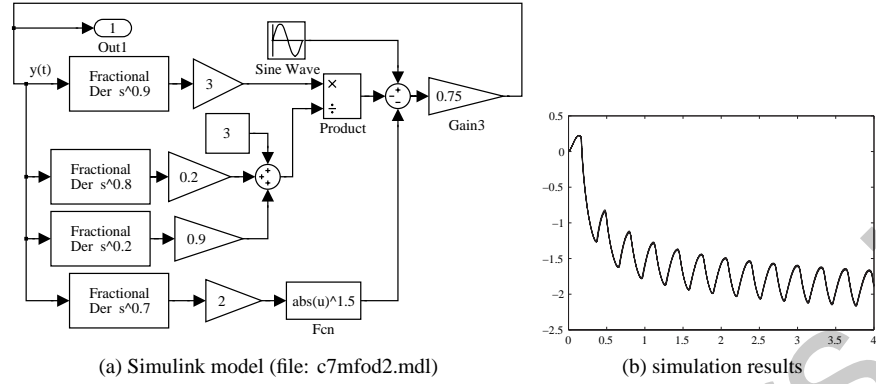 1
Out1
y(t)
Fractional
Der s^0.9
3
Sine Wave
×
÷
Product
+
−
−
0.75
Gain3
3
Fractional
Der s^0.8
0.2
+
+
+
Fractional
Der s^0.2
0.9
Fractional
Der s^0.7
2
abs(u)^1.5
Fcn
(a) Simulink model (file: c7mfod2.mdl)
0.5
0
−0.5
−1
−1.5
−2
−2.5
0 0.5 1 1.5 2 2.5 3 3.5 4
(b) simulation results